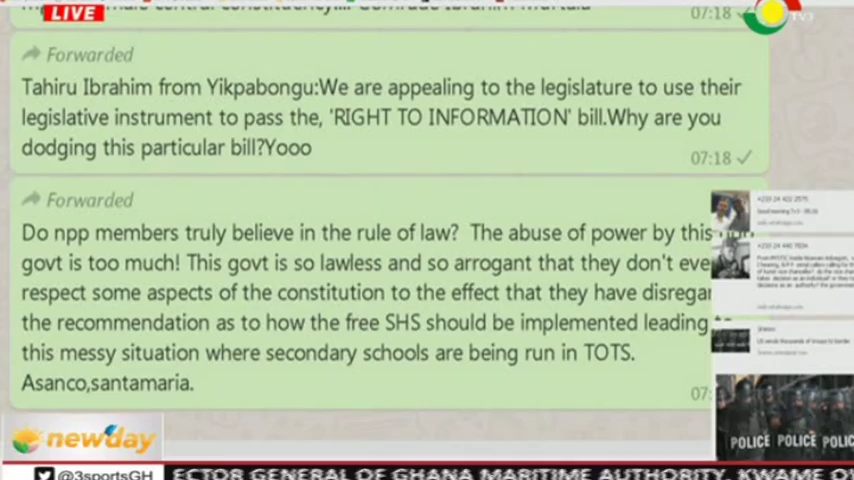 LIVE
07:18
TV3
Forwarded
Tahiru Ibrahim from Yikpabongu:We are appealing to the legislature to use their
legislative instrument to pass the, 'RIGHT TO INFORMATION' bill.Why are you
dodging this particular bill?Yooo
07:18
Forwarded
Do npp members truly believe in the rule of law? The abuse of power by this
govt is too much! This govt is so lawless and so arrogant that they don't eve
respect some aspects of the constitution to the effect that they have disregar
the recommendation as to how the free SHS should be implemented leading
this messy situation where secondary schools are being run in TOTS.
Asanco,santamaria.
07:
POLICE POLICE POLIC
newday
@3sportsGH
ECTOR GENERAL OF GHANA MARITIME AUTHORITY, KWAME O